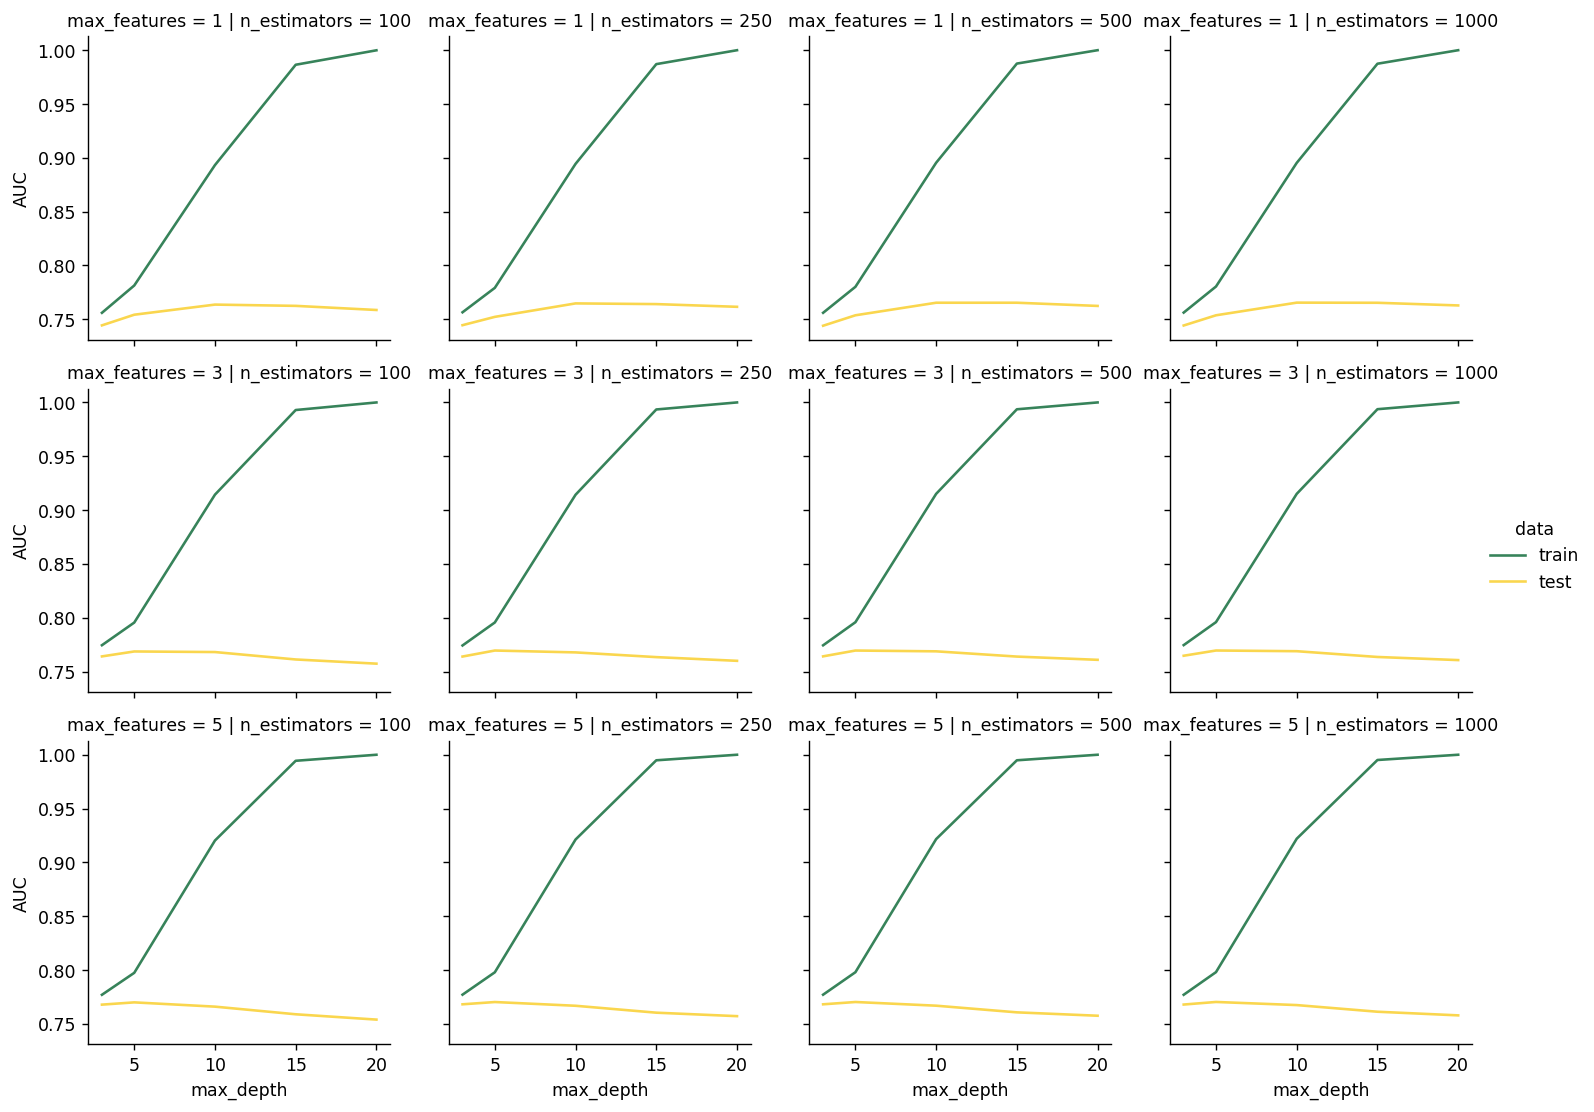 max_features = 1 | n_estimators = 100
max_features = 1 | n_estimators = 250
max_features = 1 | n_estimators = 500
max_features = 1 | n_estimators = 1000
1.00
0.95
0.90
0.85
0.80
0.75
AUC
max_features = 3 | n_estimators = 100
max_features = 3 | n_estimators = 250
max_features = 3 | n_estimators = 500
max_features = 3 | n_estimators = 1000
1.00
0.95
0.90
0.85
0.80
0.75
AUC
data
train
test
max_features = 5 | n_estimators = 100
max_features = 5 | n_estimators = 250
max_features = 5 | n_estimators = 500
max_features = 5 | n_estimators = 1000
1.00
0.95
0.90
0.85
0.80
0.75
AUC
5 10 15 20
max_depth
5 10 15 20
max_depth
5 10 15 20
max_depth
5 10 15 20
max_depth